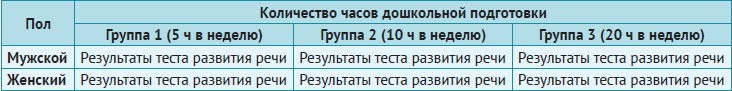 Пол
Количество часов дошкольной подготовки
Группа 1 (5 ч в неделю) Группа 2 (10 ч в неделю) Группа 3 (20 ч в неделю)
Мужской Результаты теста развития речи Результаты теста развития речи Результаты теста развития речи
Женский Результаты теста развития речи Результаты теста развития речи Результаты теста развития речи